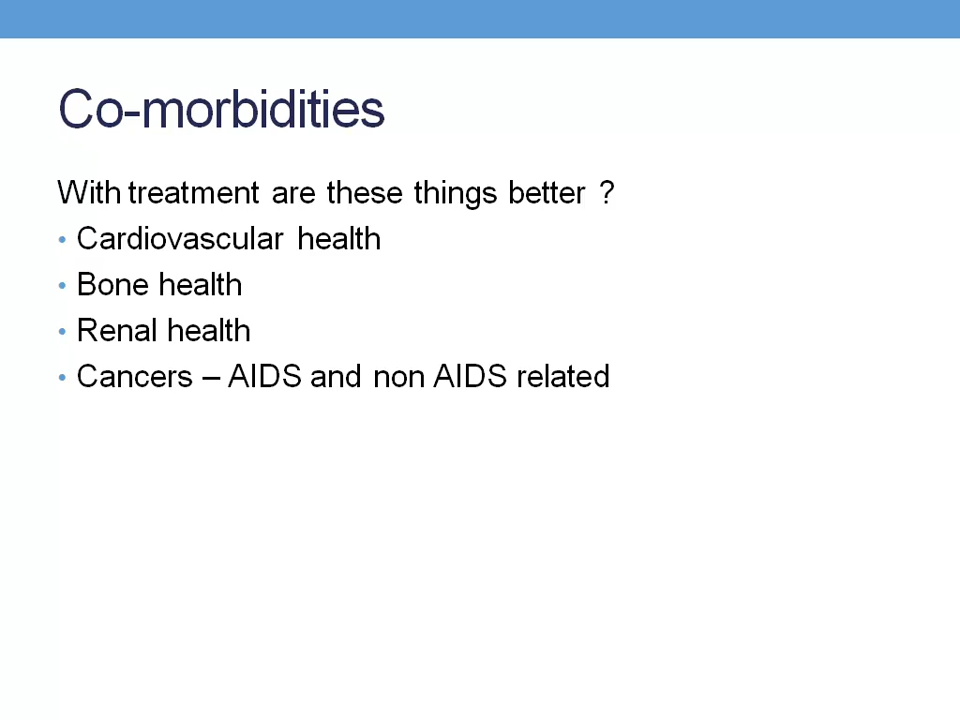 Co-morbidities
With treatment are these things better ?
• Cardiovascular health
• Bone health
• Renal health
• Cancers – AIDS and non AIDS related